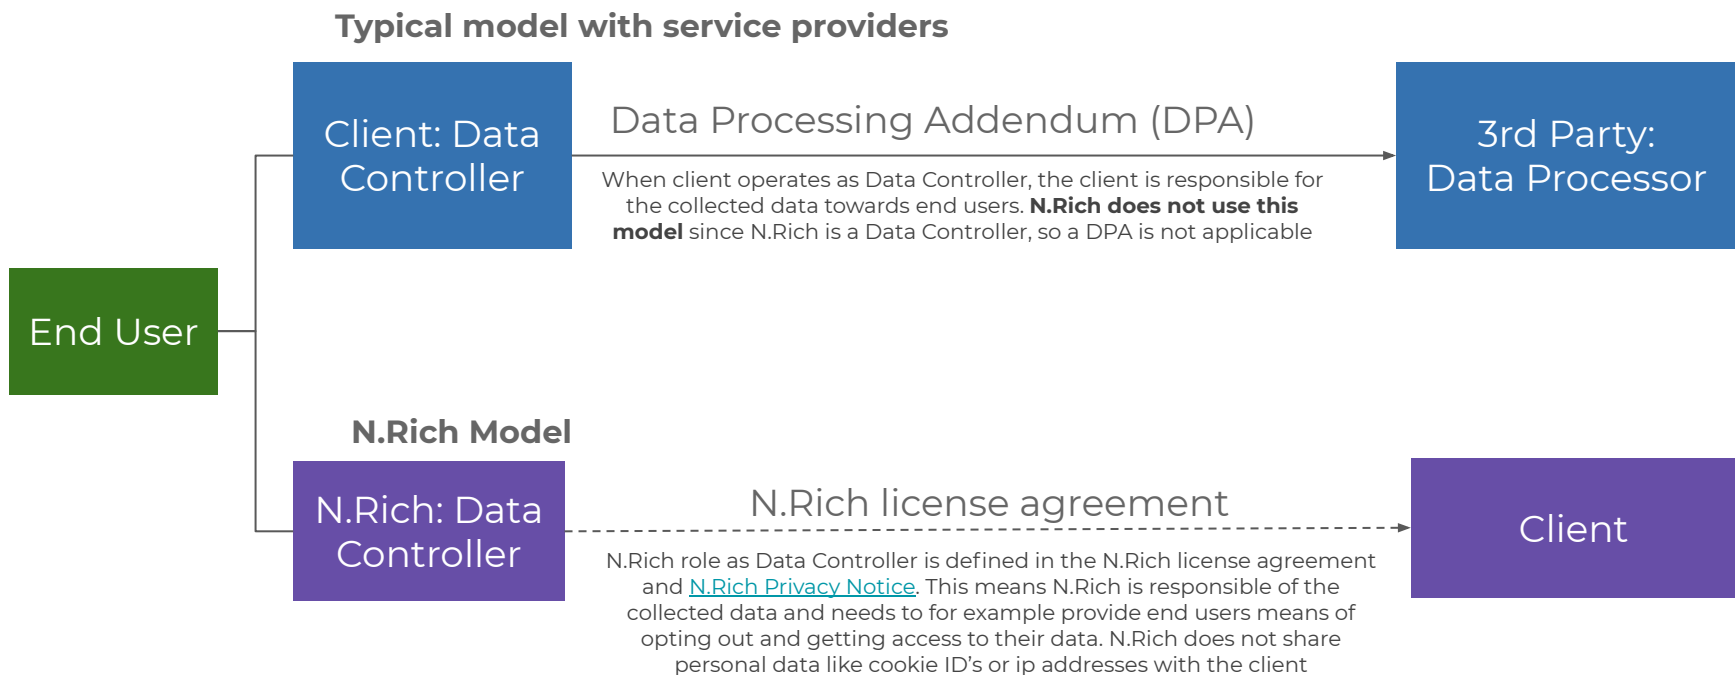 Typical model with service providers
Client: Data
Controller
Data Processing Addendum (DPA)
When client operates as Data Controller, the client is responsible for
the collected data towards end users. N.Rich does not use this
model since N.Rich is a Data Controller, so a DPA is not applicable
3rd Party:
Data Processor
End User
N.Rich Model
N.Rich: Data
Controller
N.Rich license agreement
N.Rich role as Data Controller is defined in the N.Rich license agreement
and N.Rich Privacy Notice. This means N.Rich is responsible of the
collected data and needs to for example provide end users means of
opting out and getting access to their data. N.Rich does not share
personal data like cookie ID’s or ip addresses with the client
Client